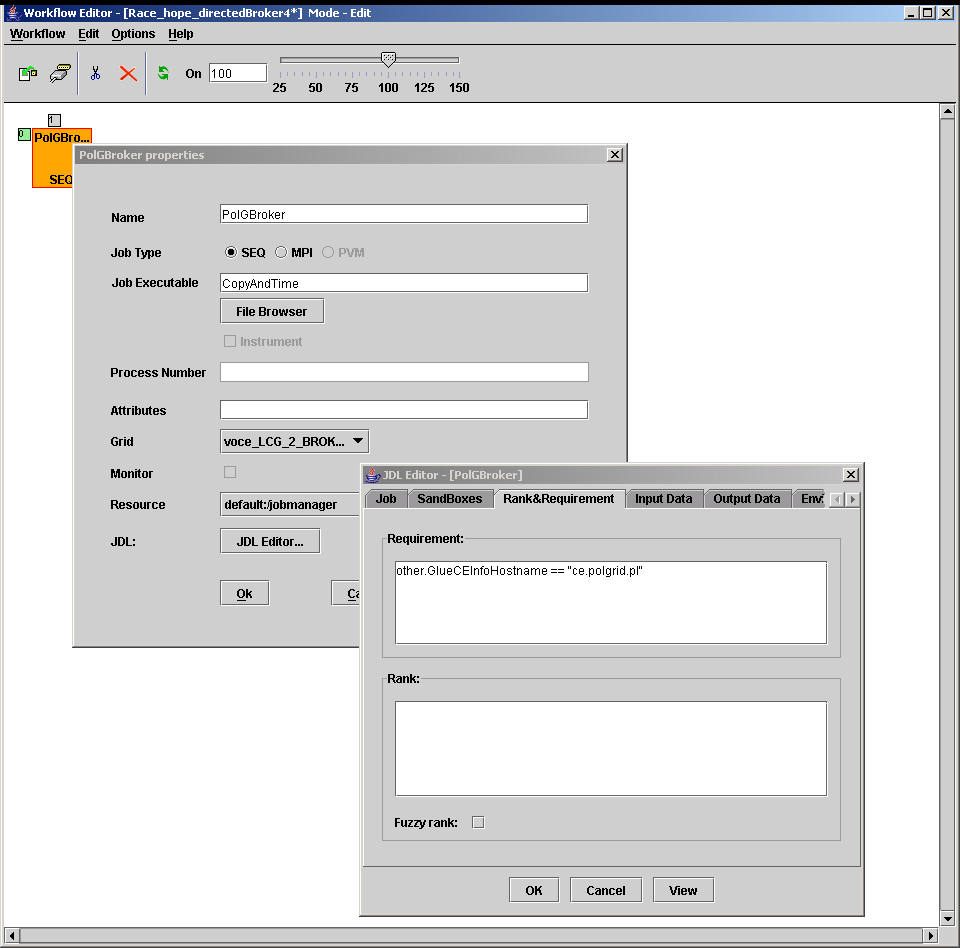 Workflow Editor - [Race_hope_directedBroker4*]  Mode - Edit
Workflow Edit Options Help
On 100
25 50 75 100 125 150
1
0
PolGBro...
SEQ
PolGBroker properties
Name PolGBroker
Job Type SEQ MPI PVM
Job Executable CopyAndTime
File Browser
Instrument
Process Number
Attributes
Grid voce_LCG_2_BROK...
Monitor
Resource default:/jobmanager
JDL: JDL Editor...
Ok Ca
JDL Editor - [PolGBroker]
Job SandBoxes Rank&Requirement Input Data Output Data Envi
Requirement:
other.GlueCEInfoHostname == "ce.polgrid.pl"
Rank:
Fuzzy rank:
OK Cancel View